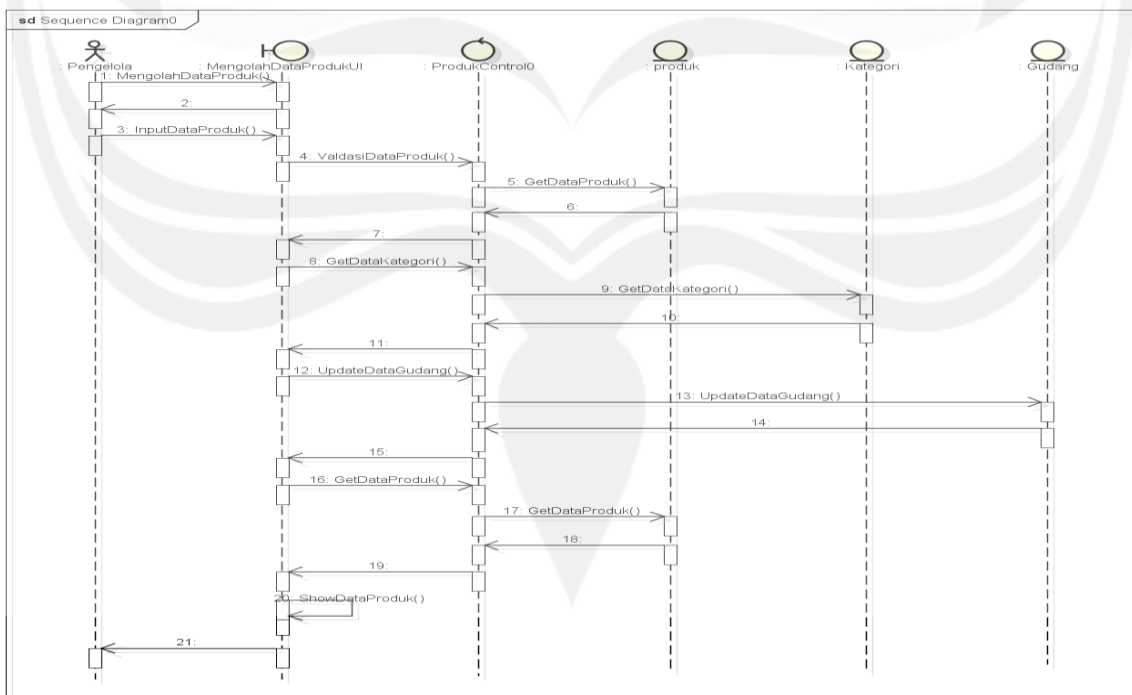 sd Sequence Diagram0
: Pengelola
: MengolahDataProdukUI
: ProdukControl0
: produk
: Kategori
: Gudang
1: MengolahDataProduk()
2:
3: InputDataProduk()
4: ValdasiDataProduk()
5: GetDataProduk()
6:
7:
8: GetDataKategori()
9: GetDataKategori()
10:
11:
12: UpdateDataGudang()
13: UpdateDataGudang()
14:
15:
16: GetDataProduk()
17: GetDataProduk()
18:
19:
20: ShowDataProduk()
21: